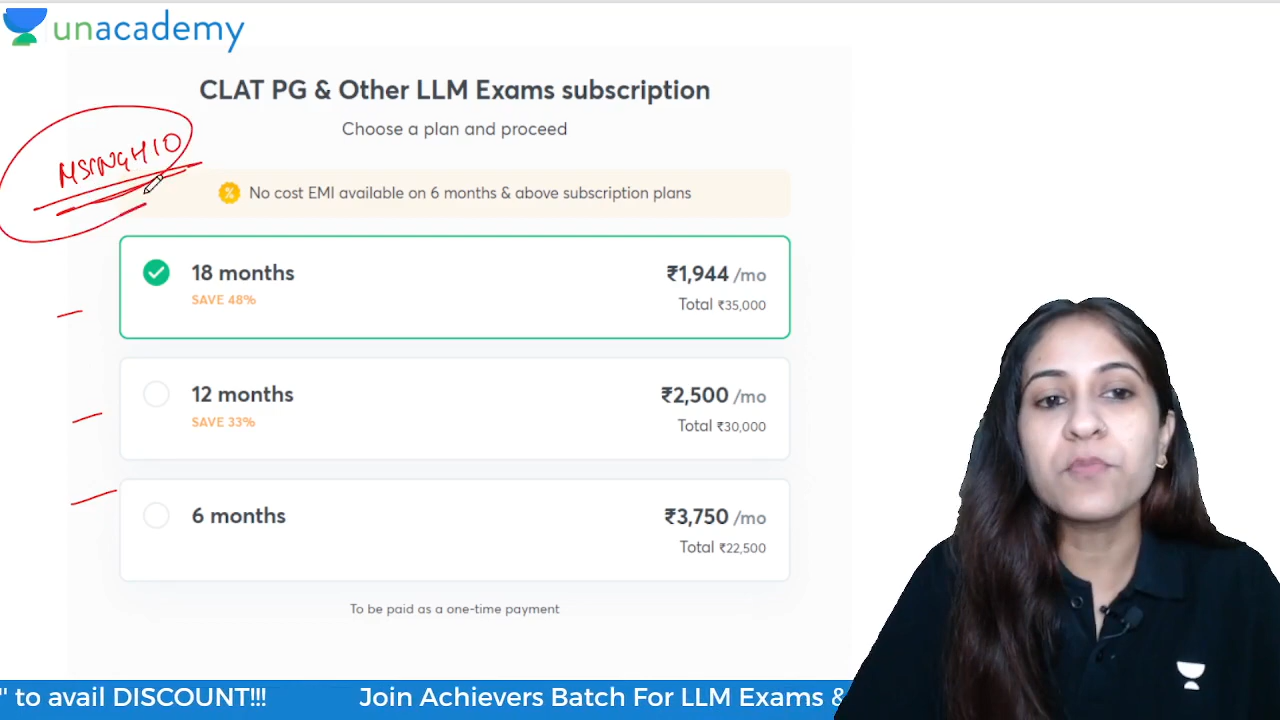 unacademy
CLAT PG & Other LLM Exams subscription
Choose a plan and proceed
MSINGH10
No cost EMI available on 6 months & above subscription plans
18 months
₹1,944 /mo
SAVE 48%
Total ₹35,000
12 months
₹2,500 /mo
SAVE 33%
Total ₹30,000
6 months
₹3,750 /mo
Total ₹22,500
To be paid as a one-time payment
" to avail DISCOUNT!!! Join Achievers Batch For LLM Exams &